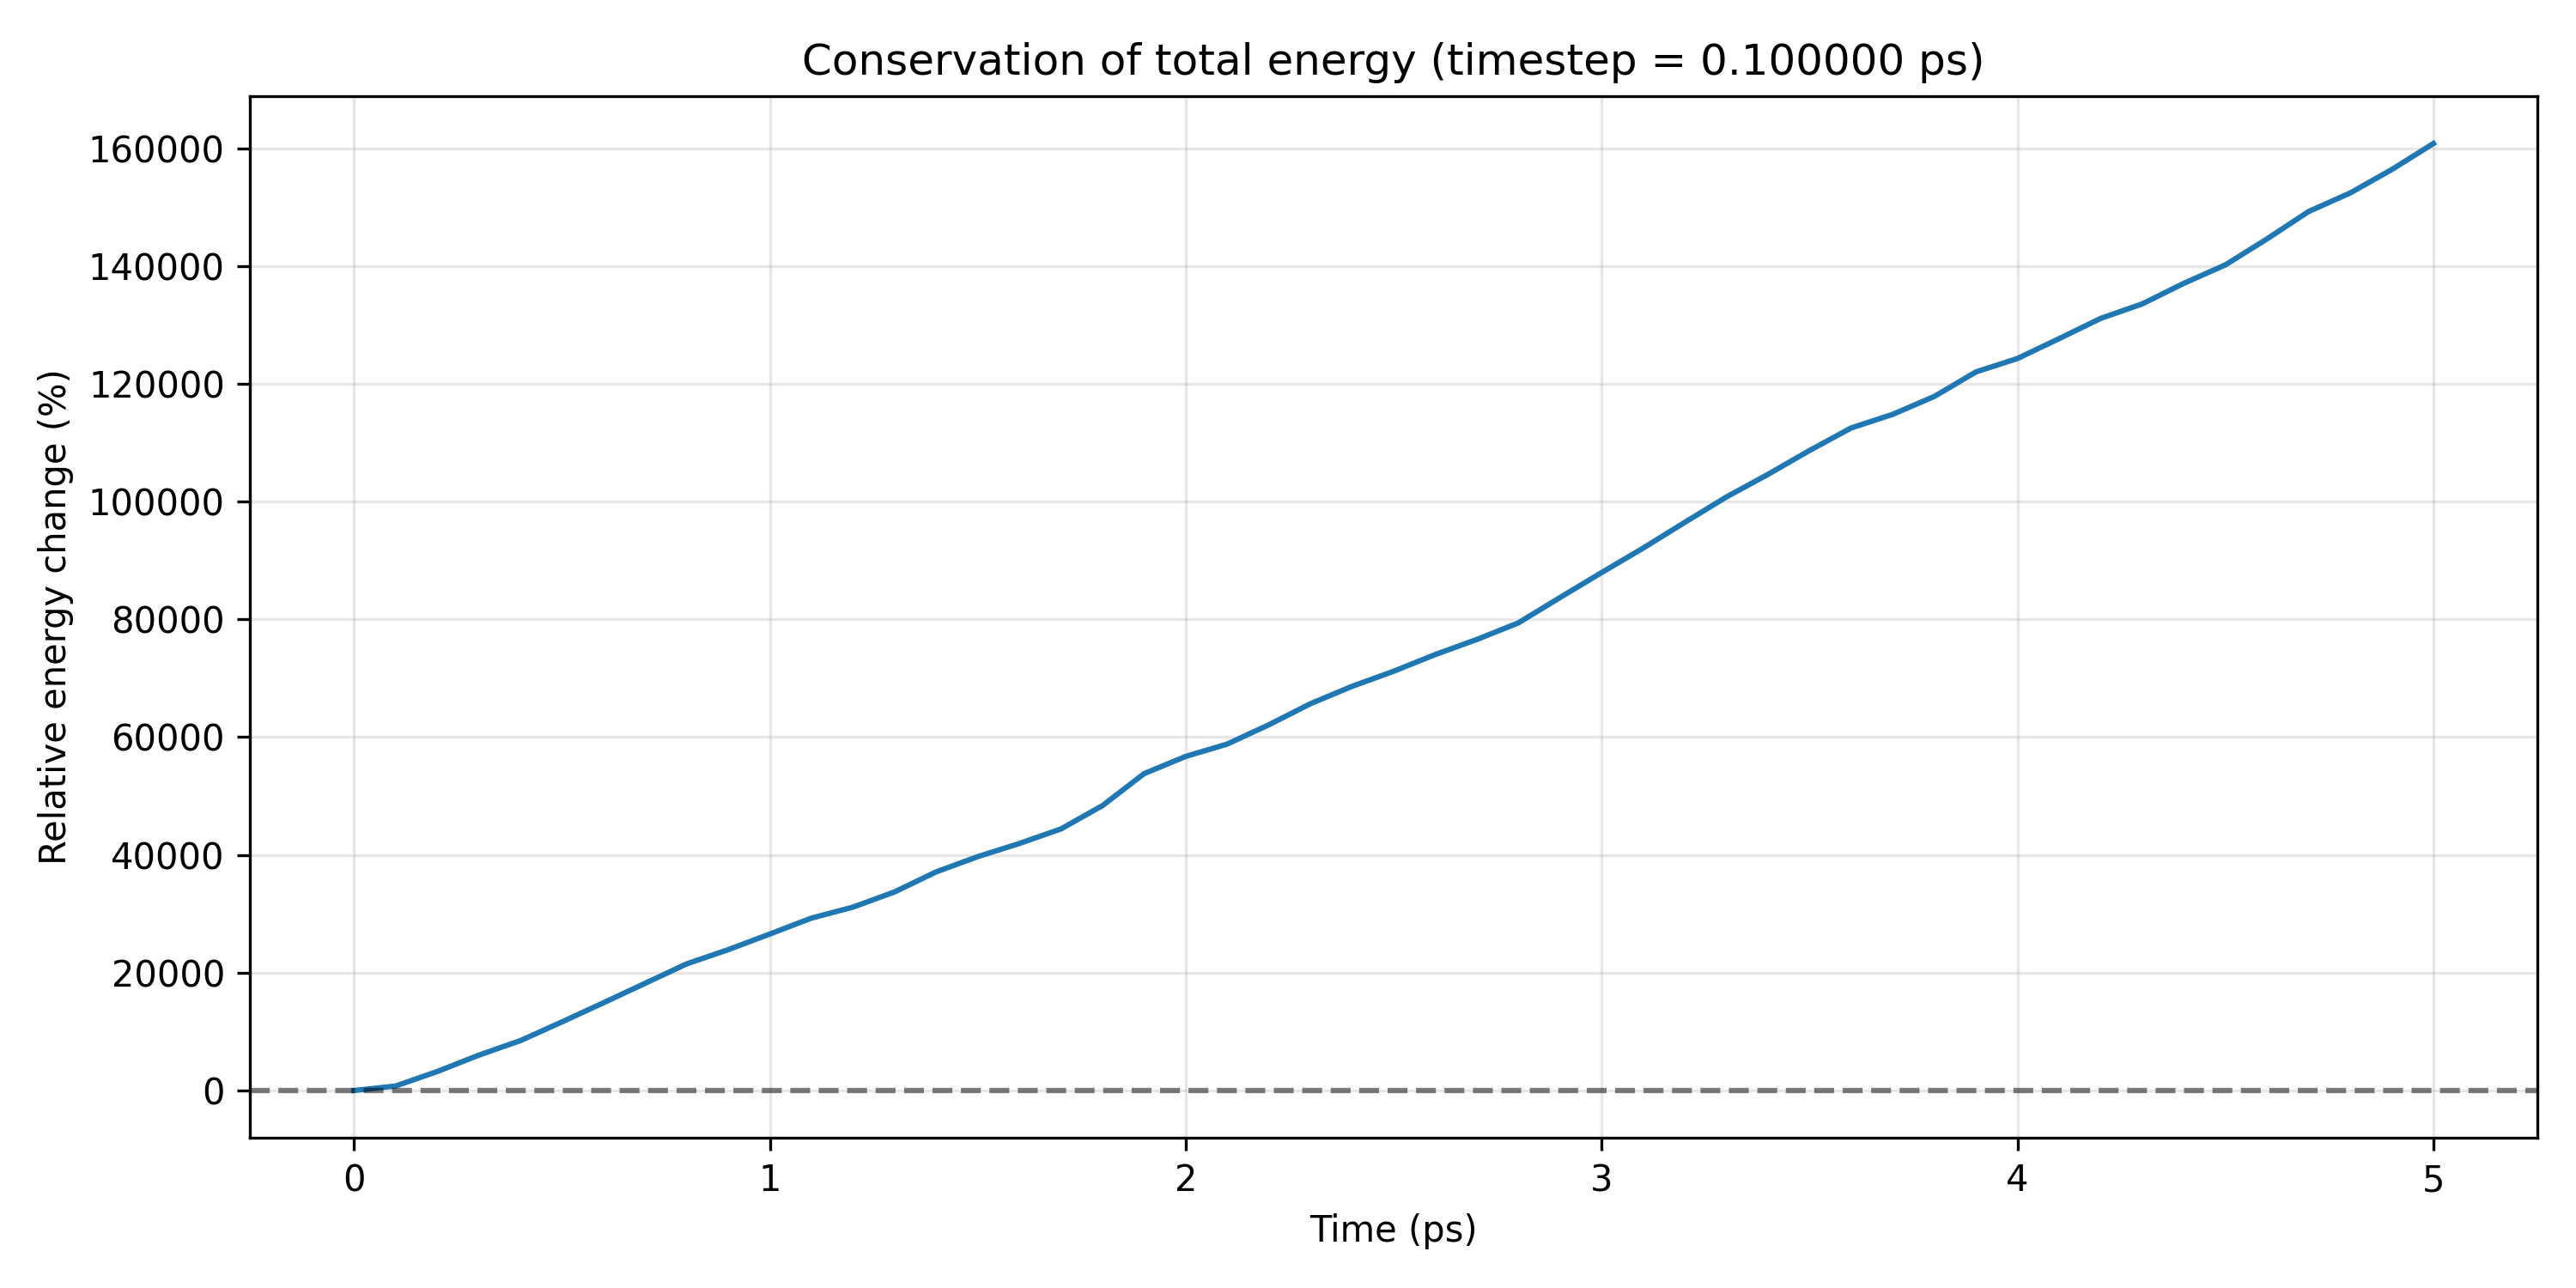 Conservation of total energy (timestep = 0.100000 ps)
Relative energy change (%)
160000
140000
120000
100000
80000
60000
40000
20000
0
0 1 2 3 4 5
Time (ps)